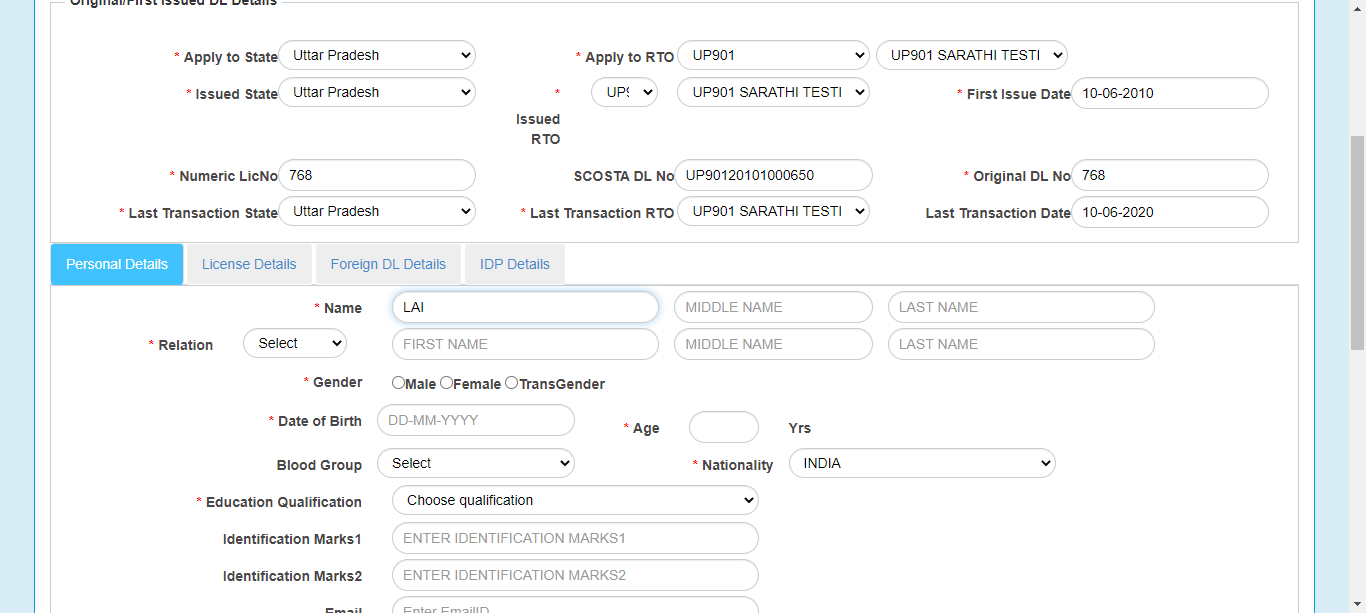 Original/First Issued DL Details
* Apply to State Uttar Pradesh * Apply to RTO UP901 UP901 SARATHI TESTI
* Issued State Uttar Pradesh * Issued RTO UP9 UP901 SARATHI TESTI * First Issue Date 10-06-2010
* Numeric LicNo 768 SCOSTA DL No UP90120101000650 * Original DL No 768
* Last Transaction State Uttar Pradesh * Last Transaction RTO UP901 SARATHI TESTI Last Transaction Date 10-06-2020
Personal Details License Details Foreign DL Details IDP Details
* Name LAI MIDDLE NAME LAST NAME
* Relation Select FIRST NAME MIDDLE NAME LAST NAME
* Gender Male Female TransGender
* Date of Birth DD-MM-YYYY * Age Yrs
Blood Group Select * Nationality INDIA
* Education Qualification Choose qualification
Identification Marks1 ENTER IDENTIFICATION MARKS1
Identification Marks2 ENTER IDENTIFICATION MARKS2
Email Enter EmailID